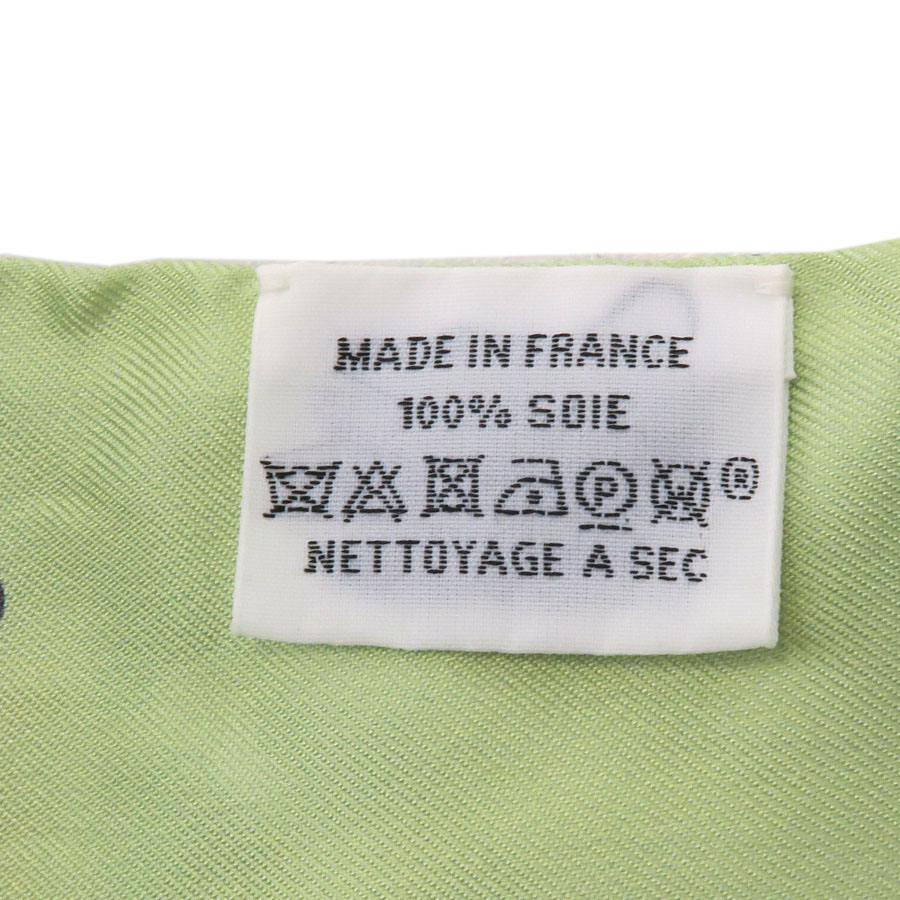 MADE IN FRANCE
100% SOIE
P ®
NETTOYAGE A SEC